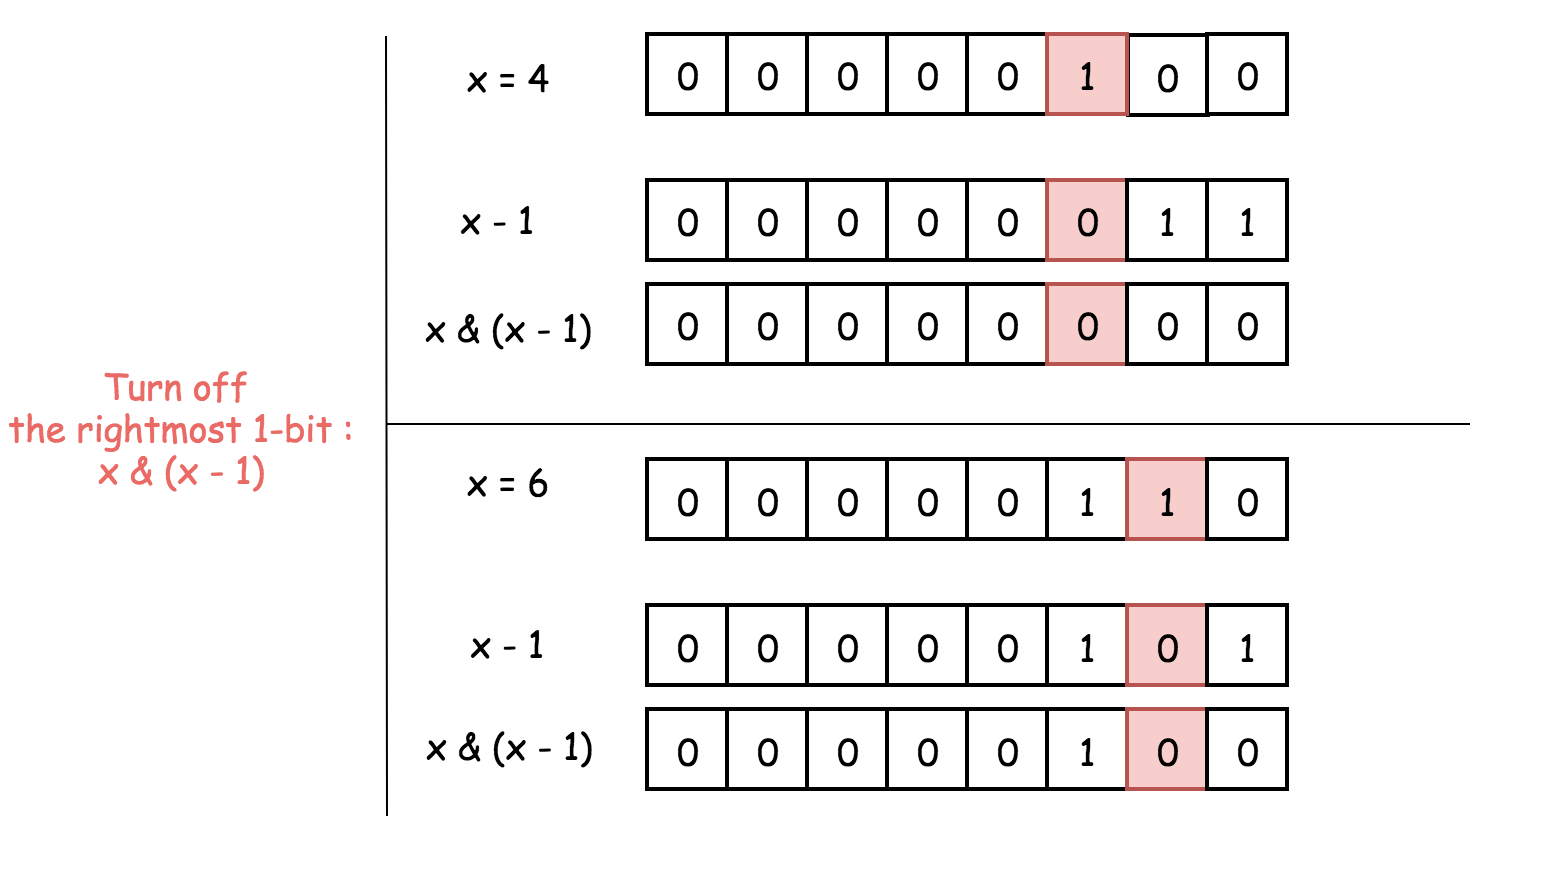 x = 4
0 0 0 0 0 1 0 0
x - 1
0 0 0 0 0 0 1 1
x & (x - 1)
0 0 0 0 0 0 0 0
Turn off
the rightmost 1-bit :
x & (x - 1)
x = 6
0 0 0 0 0 1 1 0
x - 1
0 0 0 0 0 1 0 1
x & (x - 1)
0 0 0 0 0 1 0 0